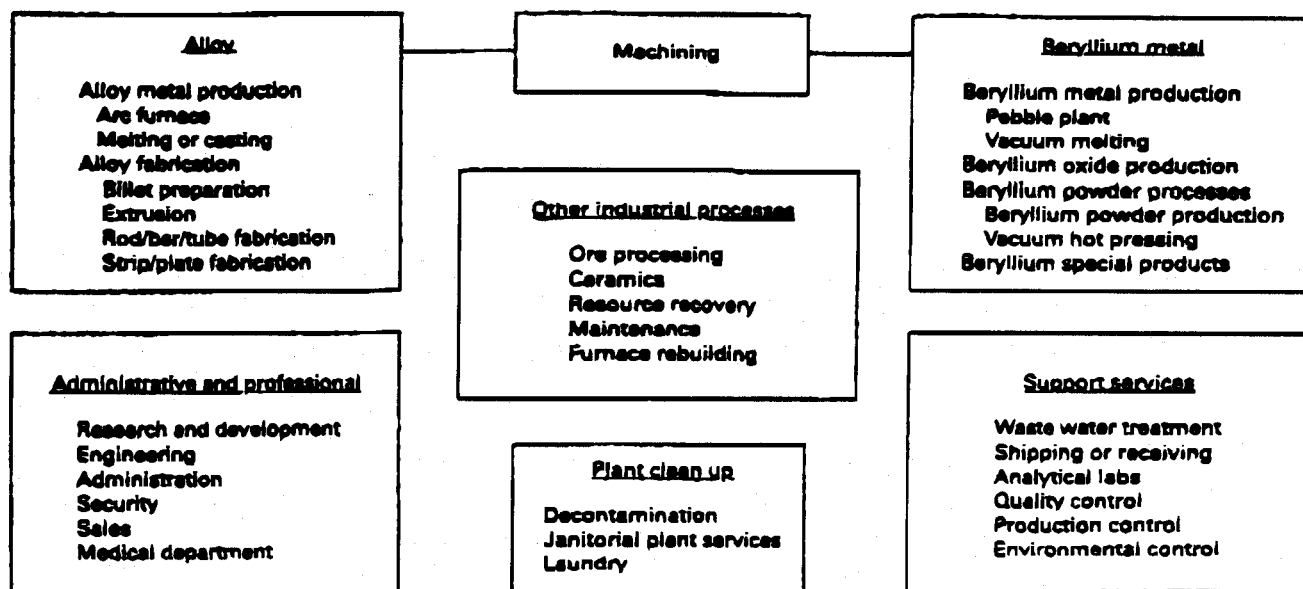 Alloy
Alloy metal production
Arc furnace
Melting or casting
Alloy fabrication
Billet preparation
Extrusion
Rod/bar/tube fabrication
Strip/plate fabrication
Machining
Beryllium metal
Beryllium metal production
Pebble plant
Vacuum melting
Beryllium oxide production
Beryllium powder processes
Beryllium powder production
Vacuum hot pressing
Beryllium special products
Other industrial processes
Ore processing
Ceramics
Resource recovery
Maintenance
Furnace rebuilding
Administrative and professional
Research and development
Engineering
Administration
Security
Sales
Medical department
Plant clean up
Decontamination
Janitorial plant services
Laundry
Support services
Waste water treatment
Shipping or receiving
Analytical labs
Quality control
Production control
Environmental control